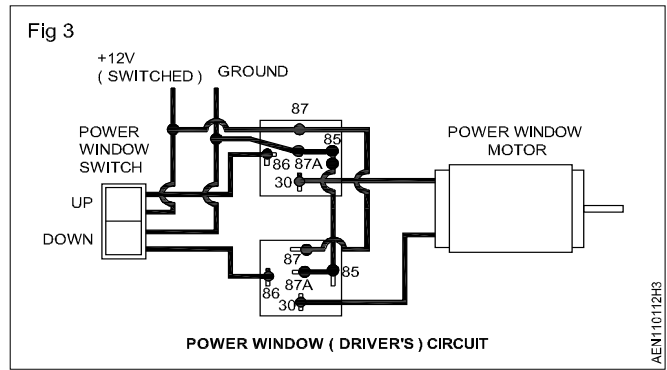 Fig 3
+12V
( SWITCHED )
GROUND
87
POWER
WINDOW
SWITCH
85
86
87A
30
POWER WINDOW
MOTOR
UP
DOWN
87
85
86
87A
30
POWER WINDOW ( DRIVER'S ) CIRCUIT
AEN110112H3